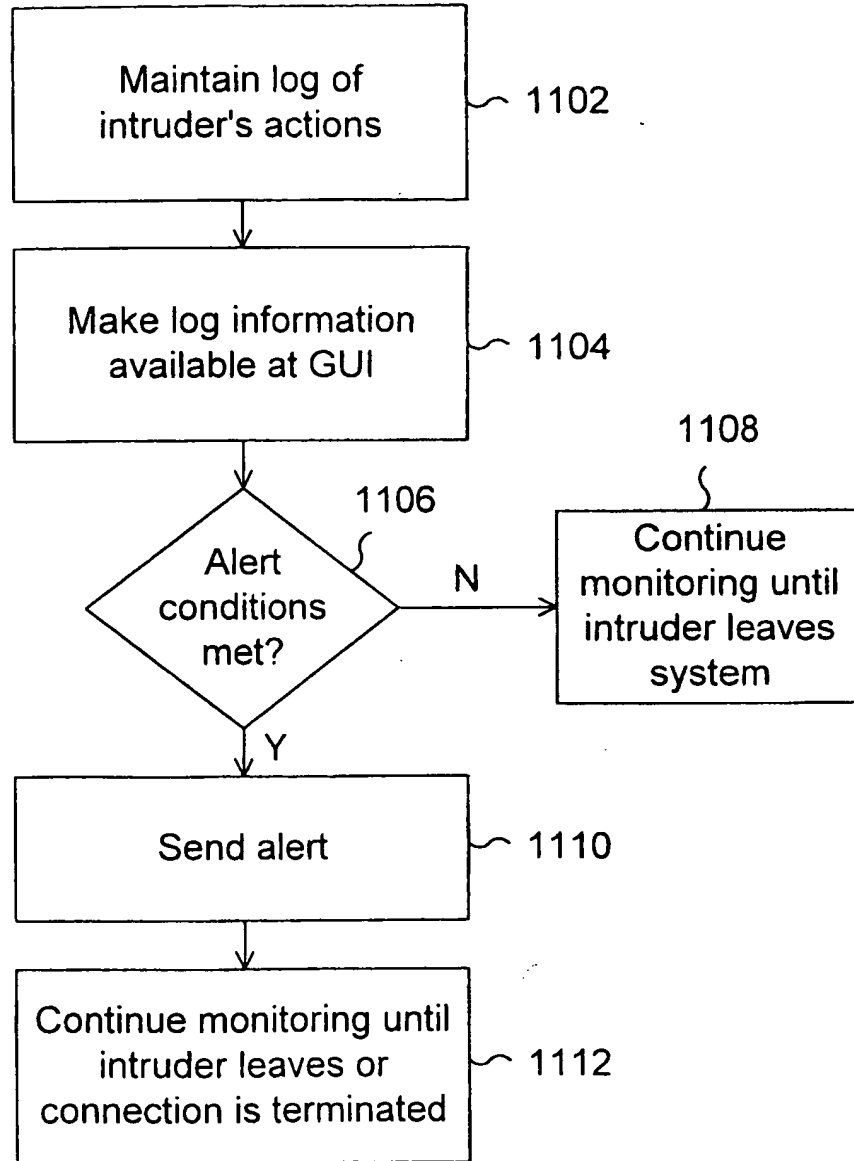 Maintain log of
intruder's actions
1102
Make log information
available at GUI
1104
1106
Alert
conditions
met?
N
1108
Continue
monitoring until
intruder leaves
system
Y
Send alert
1110
Continue monitoring until
intruder leaves or
connection is terminated
1112